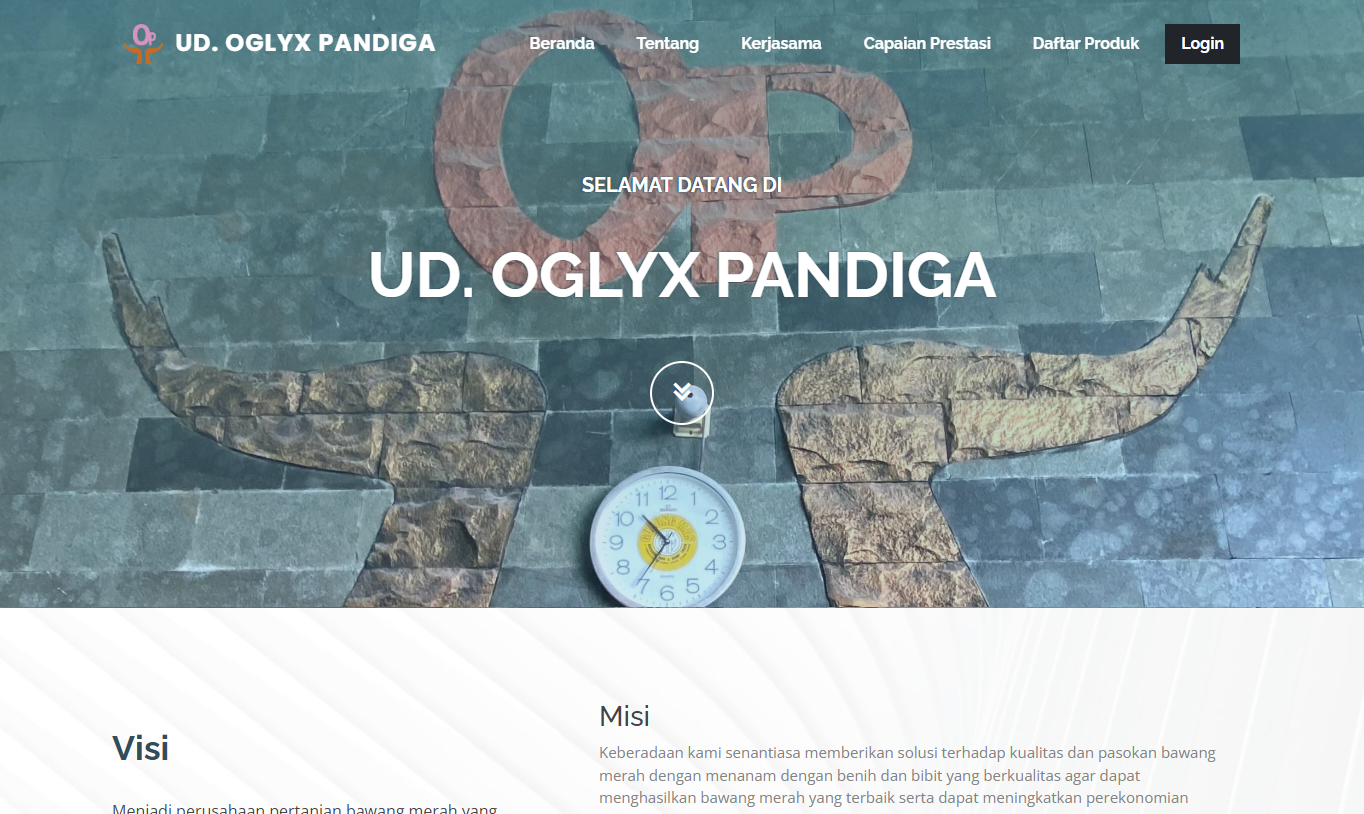 Op UD. OGLYX PANDIGA
Beranda Tentang Kerjasama Capaian Prestasi Daftar Produk Login
OP
SELAMAT DATANG DI
UD. OGLYX PANDIGA
12
11 1
10 2
9 3
8 4
7 5
6
Visi
Menjadi perusahaan pertanian bawang merah yang
Misi
Keberadaan kami senantiasa memberikan solusi terhadap kualitas dan pasokan bawang
merah dengan menanam dengan benih dan bibit yang berkualitas agar dapat
menghasilkan bawang merah yang terbaik serta dapat meningkatkan perekonomian